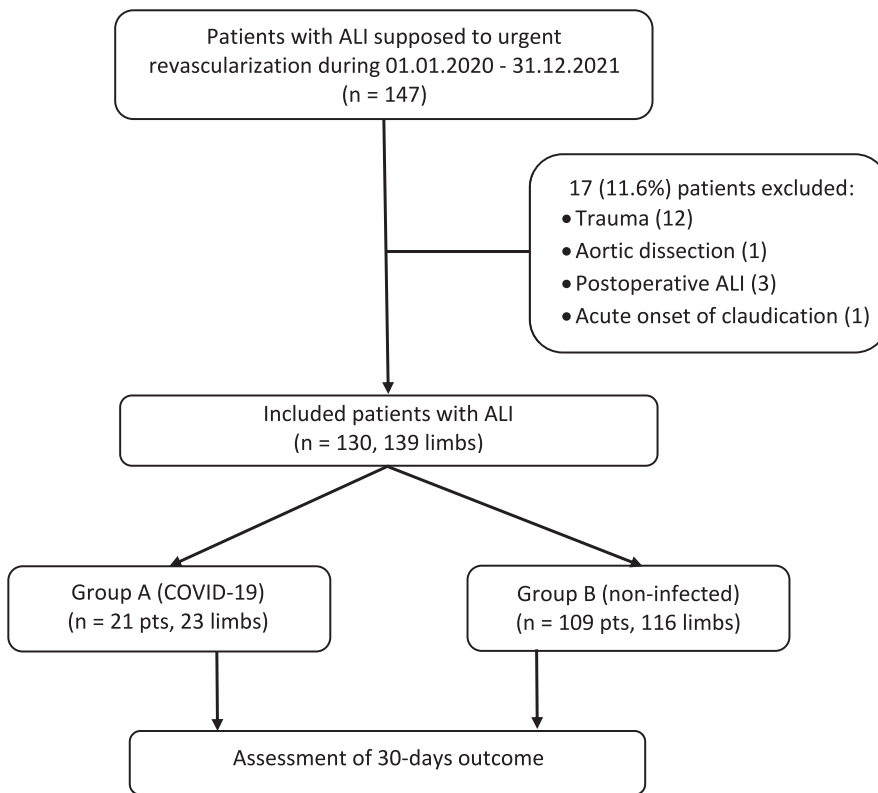 Patients with ALI supposed to urgent
revascularization during 01.01.2020 - 31.12.2021
(n = 147)
17 (11.6%) patients excluded:
• Trauma (12)
• Aortic dissection (1)
• Postoperative ALI (3)
• Acute onset of claudication (1)
Included patients with ALI
(n = 130, 139 limbs)
Group A (COVID-19)
(n = 21 pts, 23 limbs)
Group B (non-infected)
(n = 109 pts, 116 limbs)
Assessment of 30-days outcome